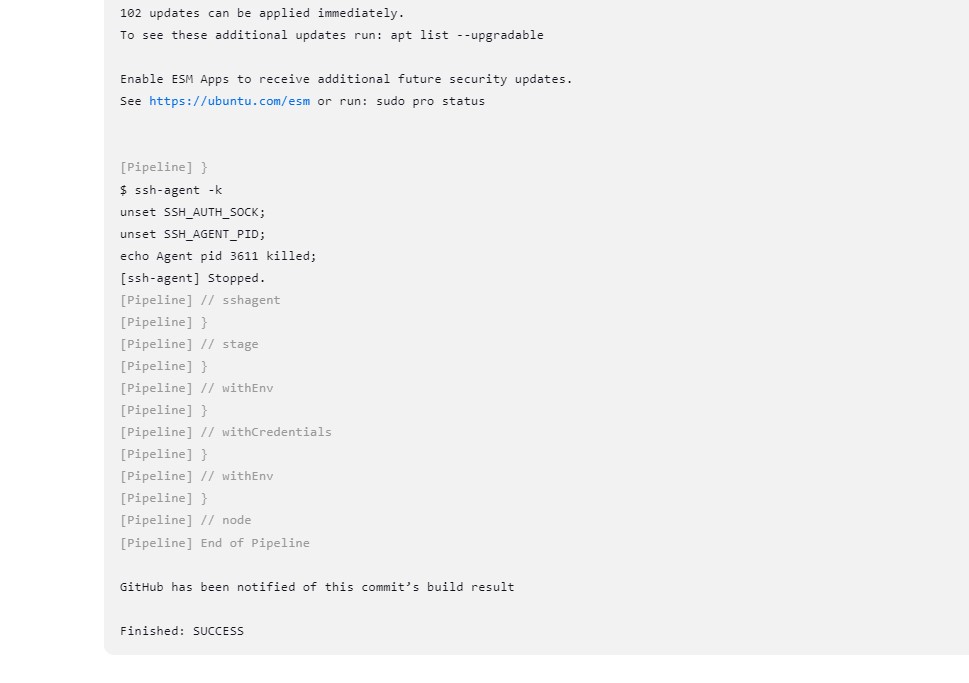 102 updates can be applied immediately.
To see these additional updates run: apt list --upgradable
Enable ESM Apps to receive additional future security updates.
See https://ubuntu.com/esm or run: sudo pro status
[Pipeline] }
$ ssh-agent -k
unset SSH_AUTH_SOCK;
unset SSH_AGENT_PID;
echo Agent pid 3611 killed;
[ssh-agent] Stopped.
[Pipeline] // sshagent
[Pipeline] }
[Pipeline] // stage
[Pipeline] }
[Pipeline] // withEnv
[Pipeline] }
[Pipeline] // withCredentials
[Pipeline] }
[Pipeline] // withEnv
[Pipeline] }
[Pipeline] // node
[Pipeline] End of Pipeline
GitHub has been notified of this commit’s build result
Finished: SUCCESS